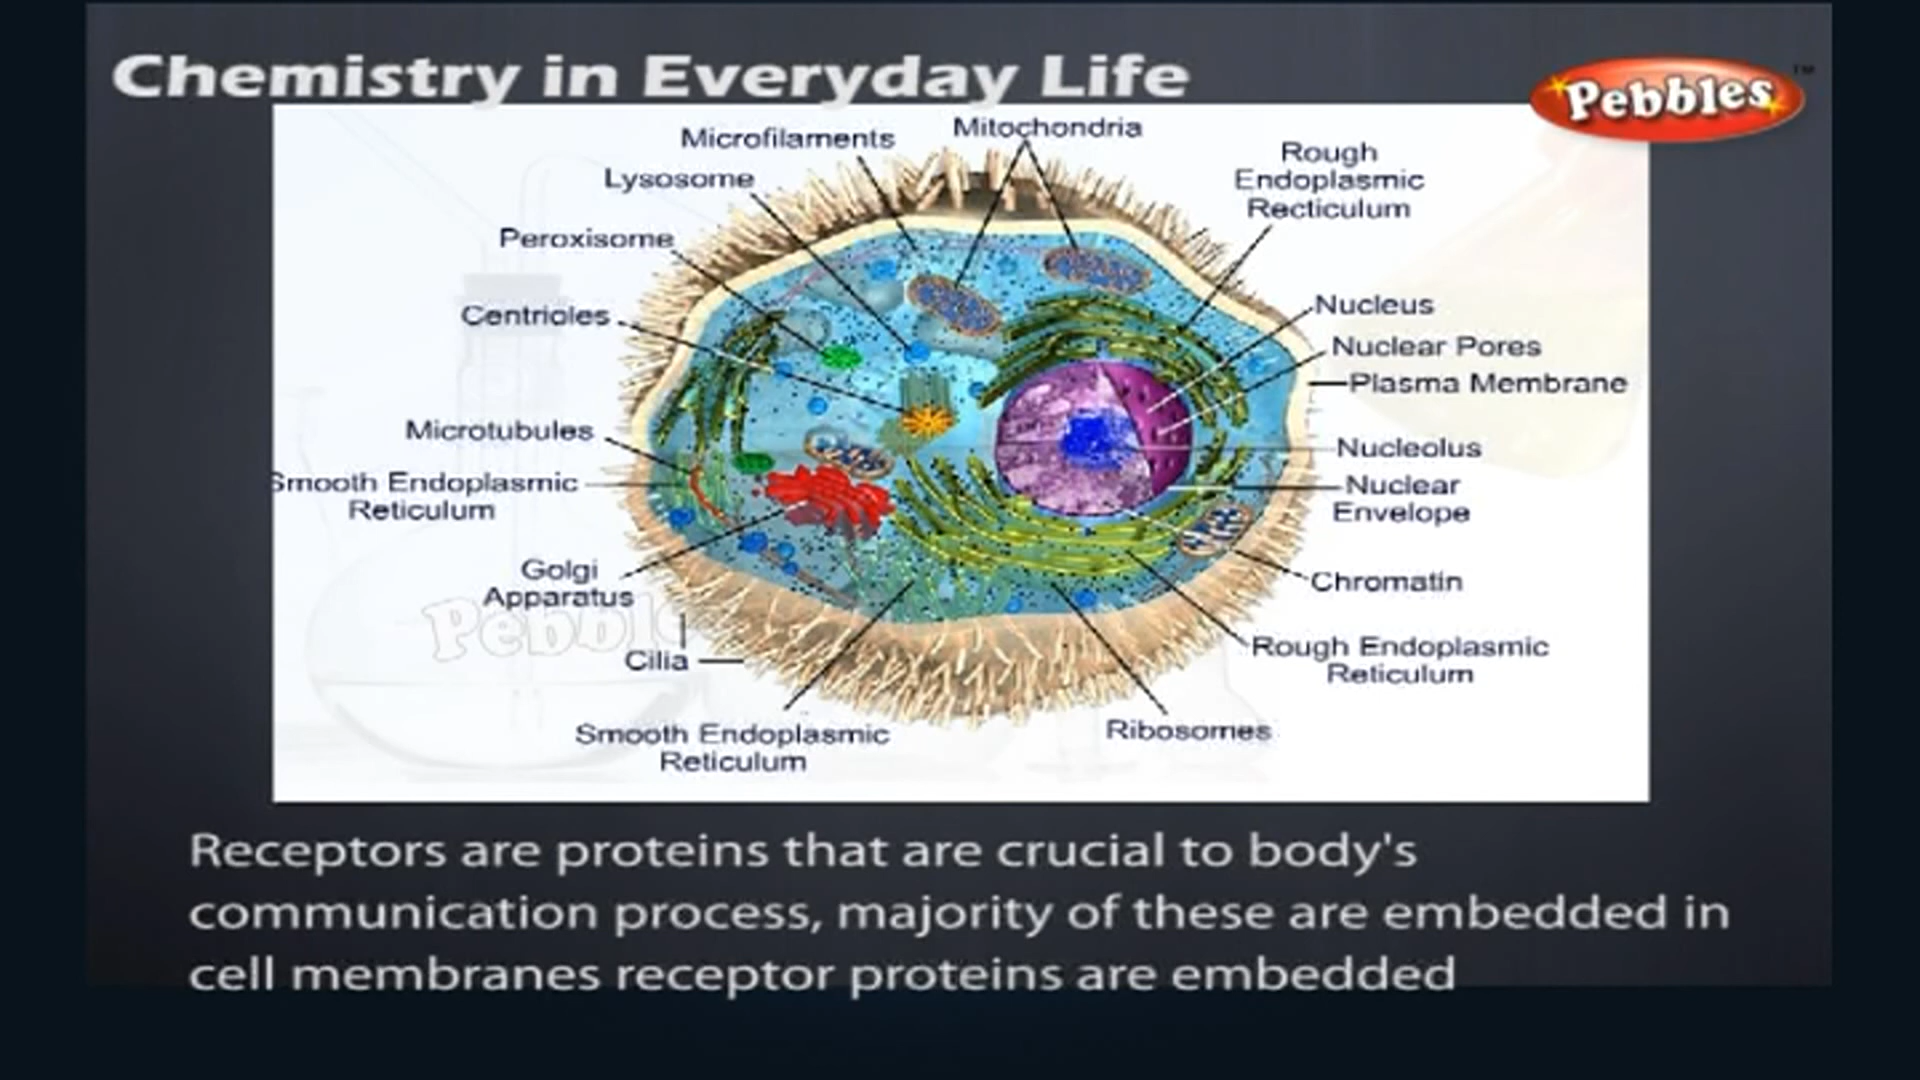 Chemistry in Everyday Life
Pebbles TM
Microfilaments
Mitochondria
Lysosome
Rough
Endoplasmic
Recticulum
Peroxisome
Centrioles
Nucleus
Nuclear Pores
Plasma Membrane
Microtubules
Nucleolus
Smooth Endoplasmic
Reticulum
Nuclear
Envelope
Golgi
Apparatus
Chromatin
Pebbles
Cilia
Rough Endoplasmic
Reticulum
Smooth Endoplasmic
Reticulum
Ribosomes
Receptors are proteins that are crucial to body's
communication process, majority of these are embedded in
cell membranes receptor proteins are embedded